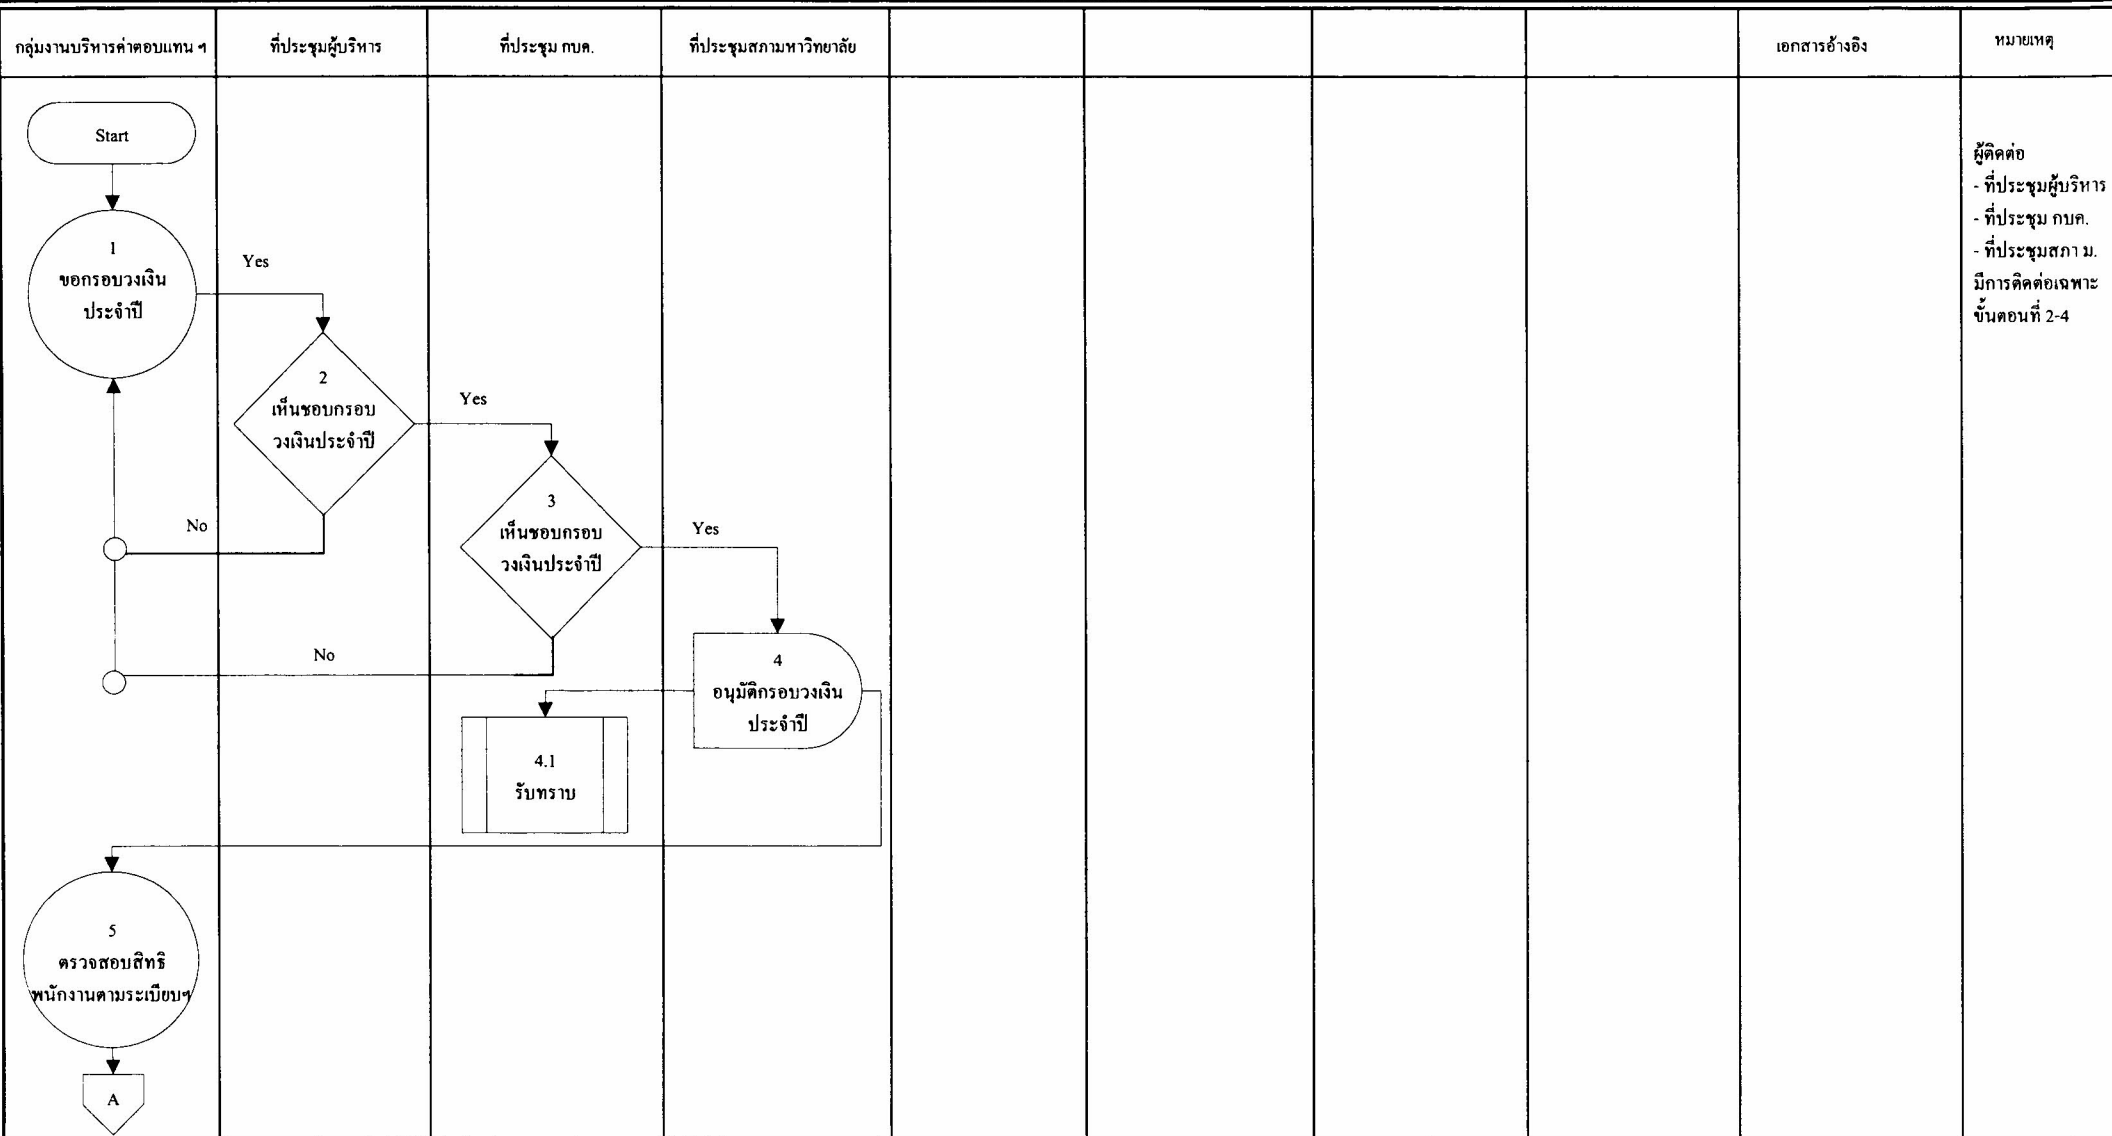 กลุ่มงานบริหารค่าตอบแทน ฯ
ที่ประชุมผู้บริหาร
ที่ประชุม กบค.
ที่ประชุมสภามหาวิทยาลัย
เอกสารอ้างอิง
หมายเหตุ
Start
1
ขอกรอบวงเงิน
ประจำปี
Yes
2
เห็นชอบกรอบ
วงเงินประจำปี
No
Yes
3
เห็นชอบกรอบ
วงเงินประจำปี
No
Yes
4
อนุมัติกรอบวงเงิน
ประจำปี
4.1
รับทราบ
5
ตรวจสอบสิทธิ
พนักงานตามระเบียบฯ
A
ผู้ติดต่อ
- ที่ประชุมผู้บริหาร
- ที่ประชุม กบค.
- ที่ประชุมสภา ม.
มีการติดต่อเฉพาะ
ขั้นตอนที่ 2-4